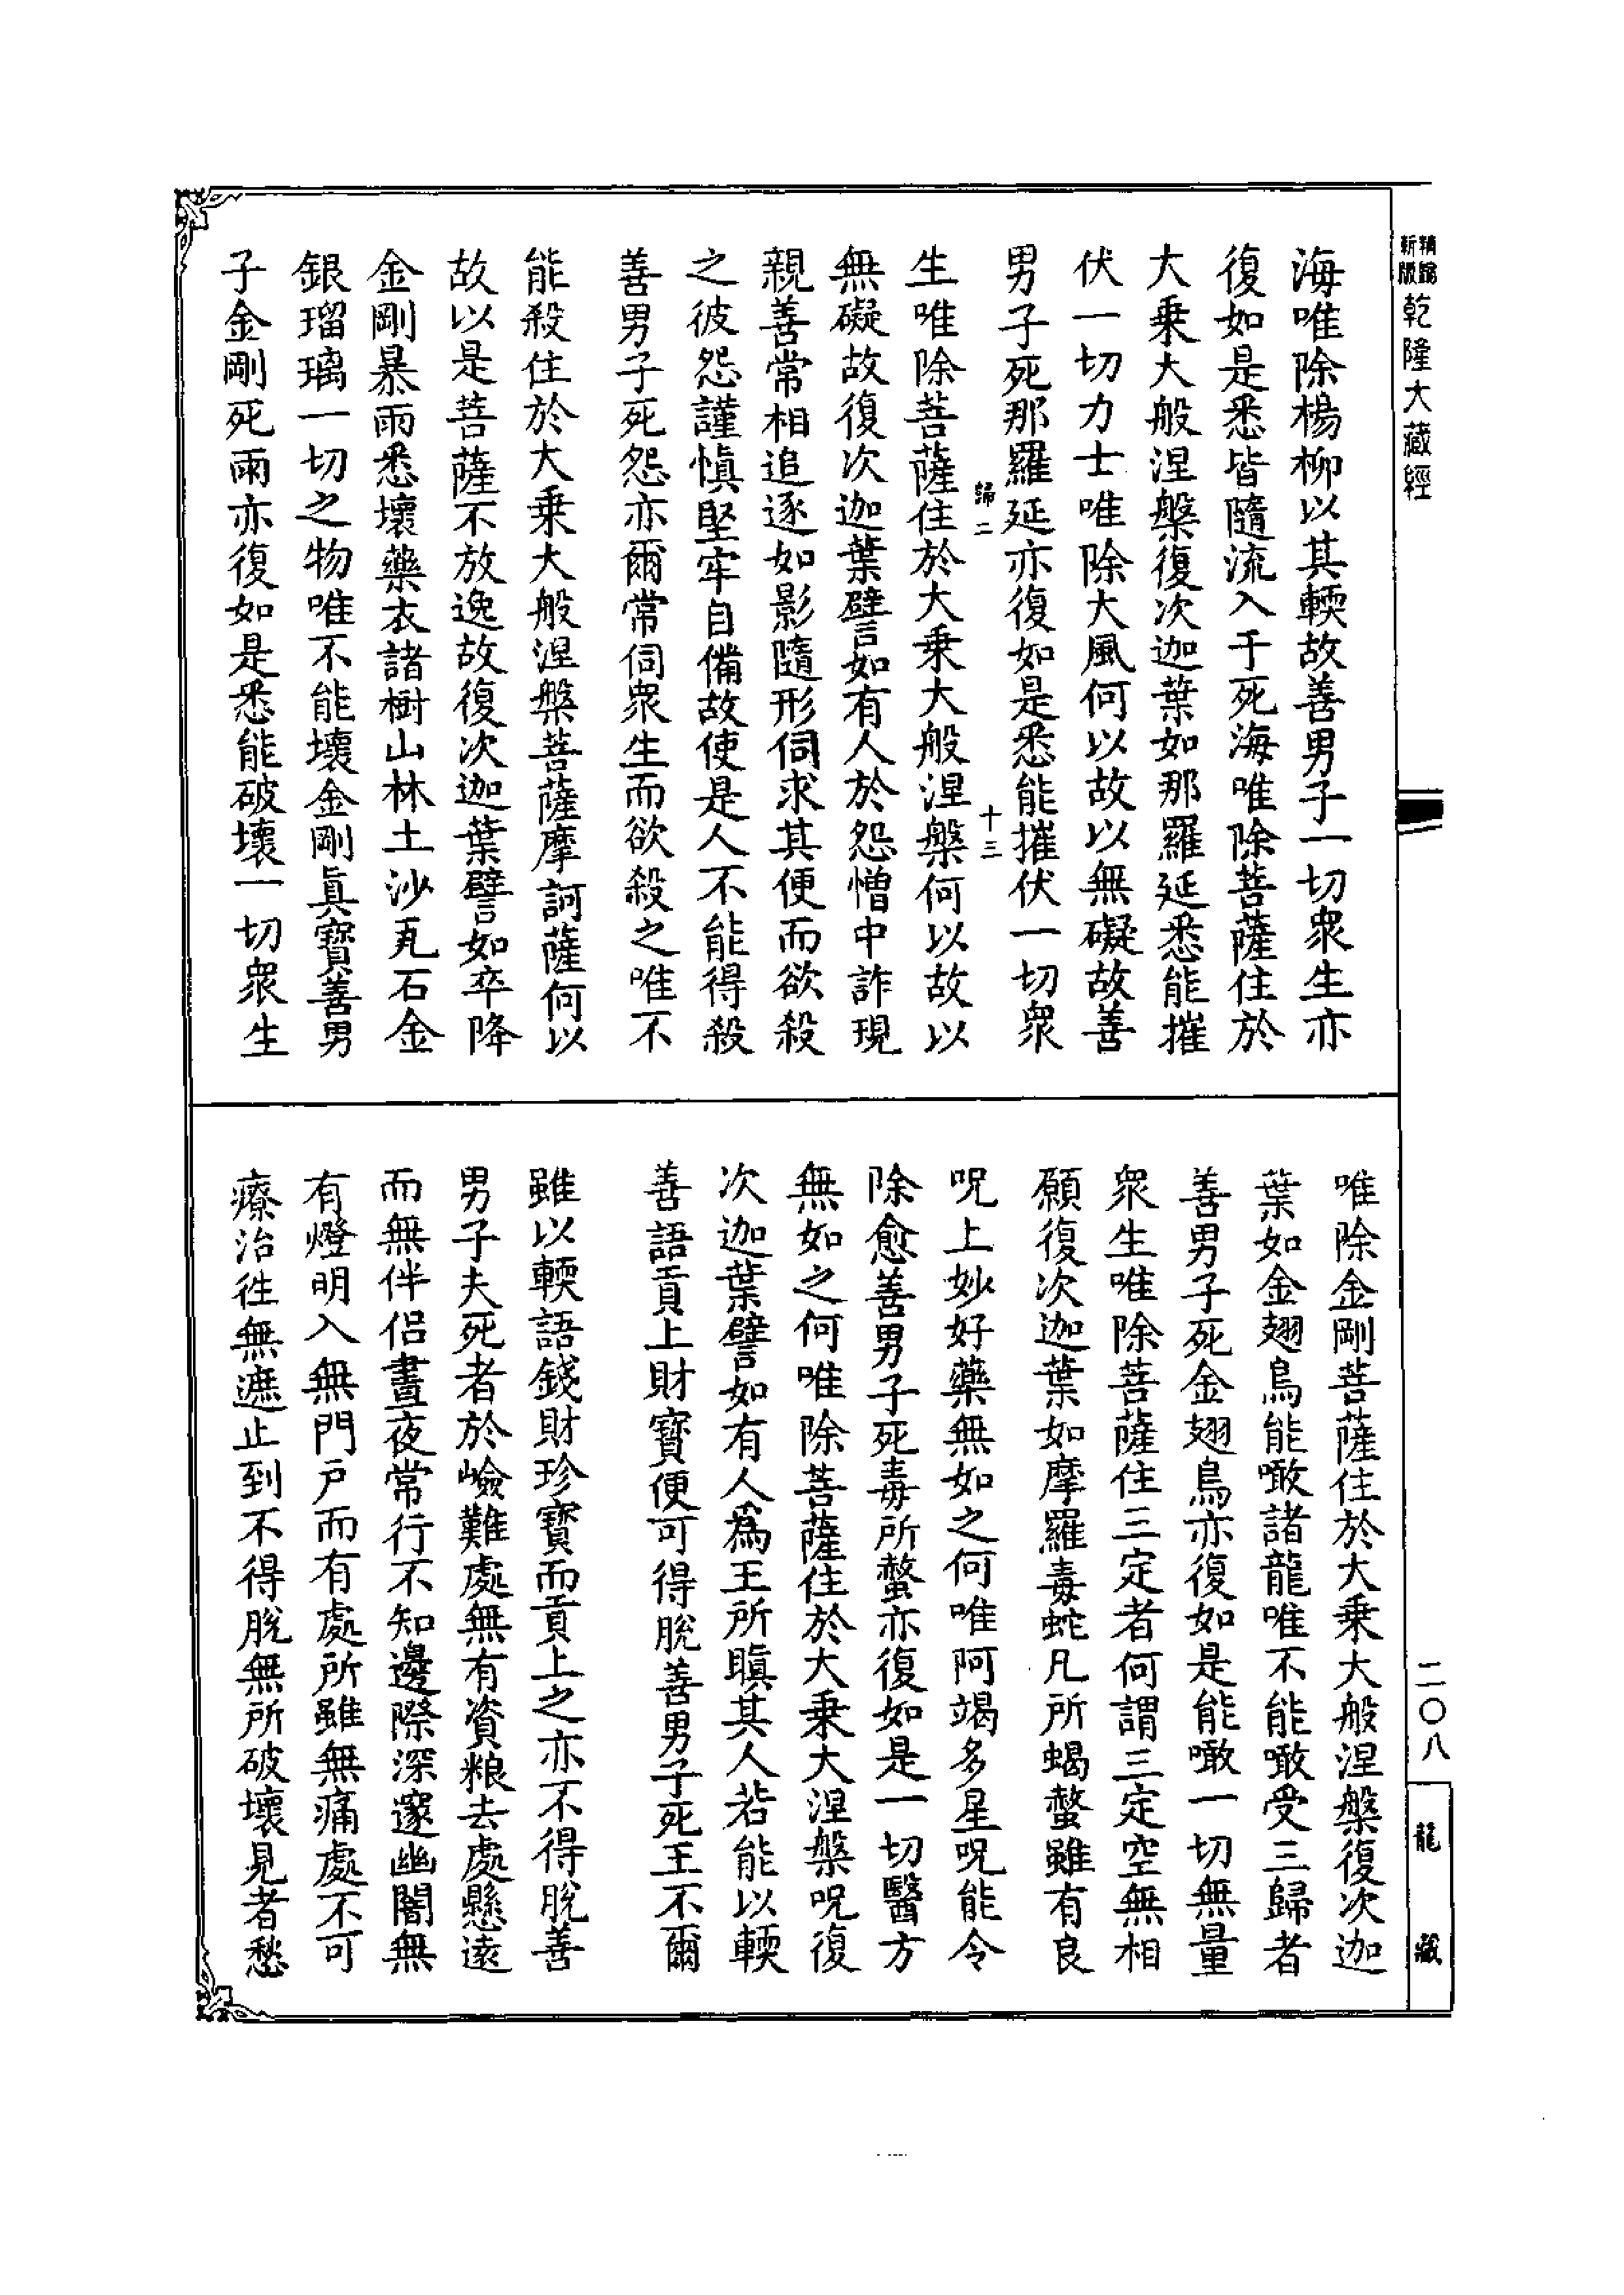 精編新版
乾隆大藏經
海唯除楊柳以其輭故善男子一切衆生亦
復如是悉皆隨流入于死海唯除菩薩住於
大乗大般涅槃復次迦葉如那羅延悉能摧
伏一切力士唯除大風何以故以無礙故善
男子死那羅延亦復如是悉能摧伏一切衆
歸二 十三
生唯除菩薩住於大乗大般涅槃何以故以
無礙故復次迦葉譬如有人於怨憎中詐現
親善常相追逐如影隨形伺求其便而欲殺
之彼怨謹慎堅牢自備故使是人不能得殺
善男子死怨亦爾常伺衆生而欲殺之唯不
能殺住於大乗大般涅槃菩薩摩訶薩何以
故以是菩薩不放逸故復次迦葉譬如卒降
金剛暴雨悉壞藥衣諸樹山林土沙瓦石金
銀瑠璃一切之物唯不能壞金剛眞寳善男
子金剛死雨亦復如是悉能破壞一切衆生
唯除金剛菩薩住於大乗大般涅槃復次迦
葉如金翅鳥能噉諸龍唯不能噉受三歸者
善男子死金翅鳥亦復如是能噉一切無量
衆生唯除菩薩住三定者何謂三定空無相
願復次迦葉如摩羅毒蛇凡所蝎螫雖有良
呪上妙好藥無如之何唯阿竭多星呪能令
除愈善男子死毒所螫亦復如是一切醫方
無如之何唯除菩薩住於大乗大涅槃呪復
次迦葉譬如有人爲王所瞋其人若能以輭
善語貢上財寳便可得脫善男子死王不爾
雖以輭語錢財珍寳而貢上之亦不得脫善
男子夫死者於嶮難處無有資粮去處懸遠
而無伴侶晝夜常行不知邊際深邃幽闇無
有燈明入無門戸而有處所雖無痛處不可
療治徃無遮止到不得脫無所破壞見者愁
二〇八
龍藏